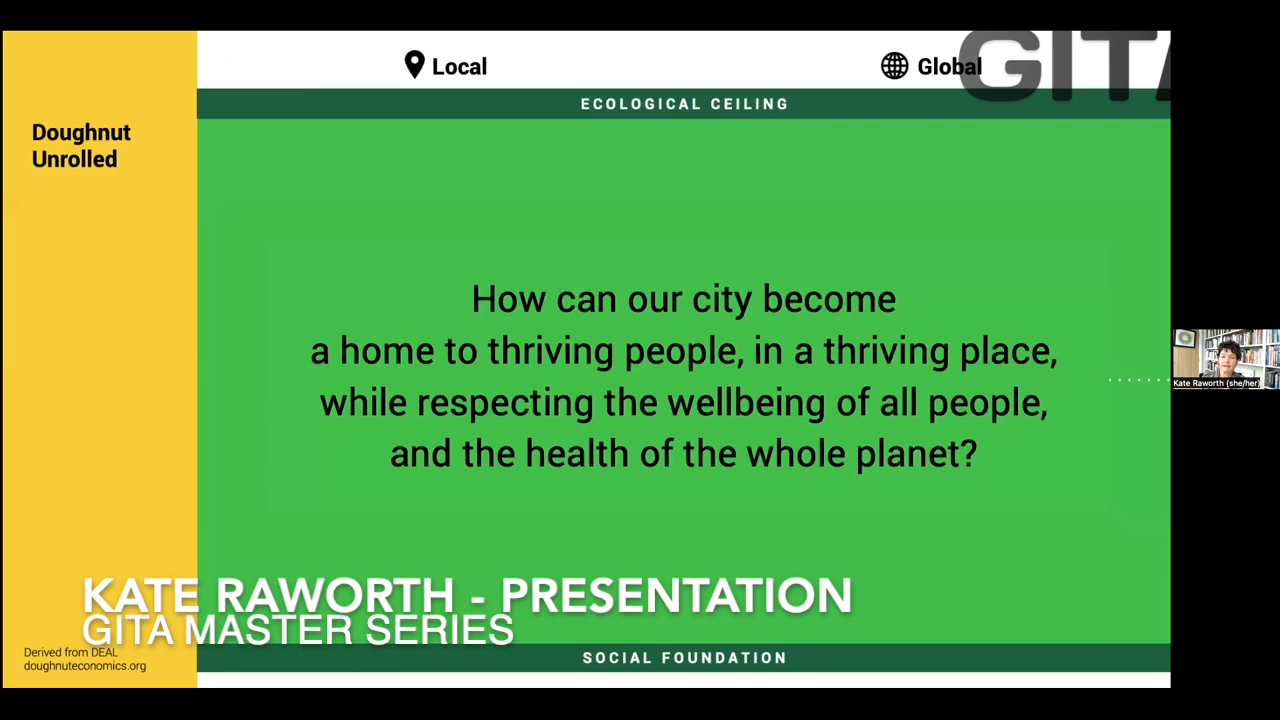 Local
Global
GITA
ECOLOGICAL CEILING
Doughnut
Unrolled
How can our city become
a home to thriving people, in a thriving place,
while respecting the wellbeing of all people,
and the health of the whole planet?
Kate Raworth (she/her)
KATE RAWORTH - PRESENTATION
GITA MASTER SERIES
Derived from DEAL
doughnuteconomics.org
SOCIAL FOUNDATION